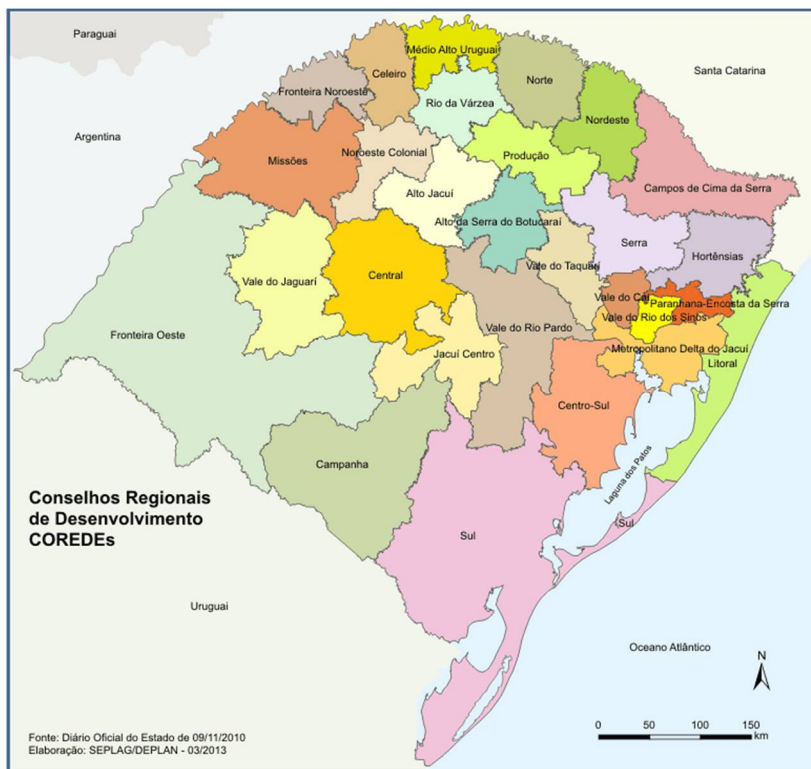 Paraguai
Médio Alto Uruguai
Celeiro
Norte
Santa Catarina
Fronteira Noroeste
Rio da Várzea
Nordeste
Argentina
Noroeste Colonial
Produção
Missões
Alto Jacuí
Campos de Cima da Serra
Alto da Serra do Botucaraí
Serra
Hortênsias
Vale do Taquari
Vale do Jaguarí
Central
Vale do Caí
Paranhana-Encosta da Serra
Vale do Rio dos Sinos
Vale do Rio Pardo
Fronteira Oeste
Jacuí Centro
Metropolitano Delta do Jacuí
Litoral
Centro-Sul
Campanha
Laguna dos Patos
Conselhos Regionais
de Desenvolvimento
COREDEs
Sul
Sul
Uruguai
Oceano Atlântico
N
0 50 100 150
km
Fonte: Diário Oficial do Estado de 09/11/2010
Elaboração: SEPLAG/DEPLAN - 03/2013